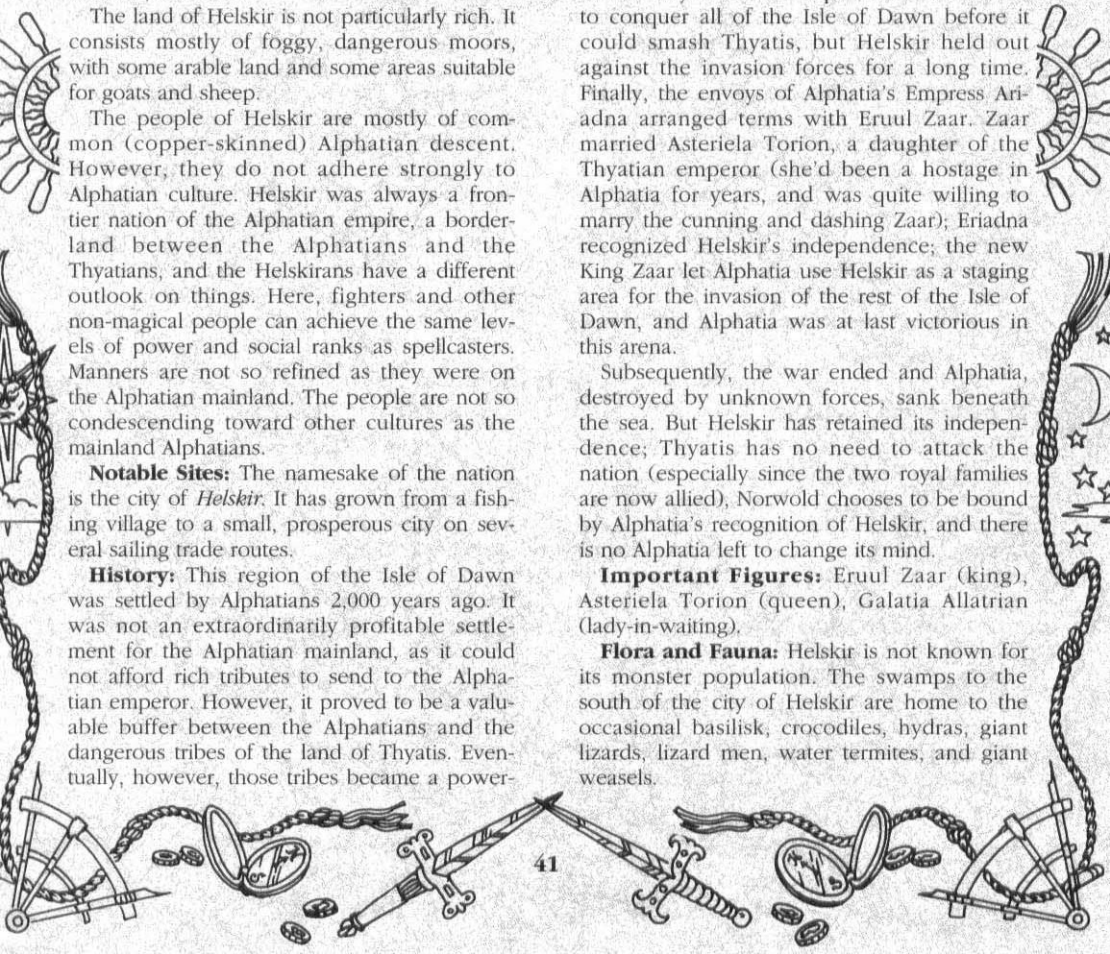 The land of Helskir is not particularly rich. It
consists mostly of foggy, dangerous moors,
with some arable land and some areas suitable
for goats and sheep.
The people of Helskir are mostly of com-
mon (copper-skinned) Alphatian descent.
However, they do not adhere strongly to
Alphatian culture. Helskir was always a fron-
tier nation of the Alphatian empire, a border-
land between the Alphatians and the
Thyatians, and the Helskirans have a different
outlook on things. Here, fighters and other
non-magical people can achieve the same lev-
els of power and social ranks as spellcasters.
Manners are not so refined as they were on
the Alphatian mainland. The people are not so
condescending toward other cultures as the
mainland Alphatians.
Notable Sites: The namesake of the nation
is the city of Helskir. It has grown from a fish-
ing village to a small, prosperous city on sev-
eral sailing trade routes.
History: This region of the Isle of Dawn
was settled by Alphatians 2,000 years ago. It
was not an extraordinarily profitable settle-
ment for the Alphatian mainland, as it could
not afford rich tributes to send to the Alpha-
tian emperor. However, it proved to be a valu-
able buffer between the Alphatians and the
dangerous tribes of the land of Thyatis. Even-
tually, however, those tribes became a power-
to conquer all of the Isle of Dawn before it
could smash Thyatis, but Helskir held out
against the invasion forces for a long time.
Finally, the envoys of Alphatia's Empress Ari-
adna arranged terms with Eruul Zaar. Zaar
married Asteriela Torion, a daughter of the
Thyatian emperor (she'd been a hostage in
Alphatia for years, and was quite willing to
marry the cunning and dashing Zaar); Eriadna
recognized Helskir's independence; the new
King Zaar let Alphatia use Helskir as a staging
area for the invasion of the rest of the Isle of
Dawn, and Alphatia was at last victorious in
this arena.
Subsequently, the war ended and Alphatia,
destroyed by unknown forces, sank beneath
the sea. But Helskir has retained its indepen-
dence; Thyatis has no need to attack the
nation (especially since the two royal families
are now allied), Norwold chooses to be bound
by Alphatia's recognition of Helskir, and there
is no Alphatia left to change its mind.
Important Figures: Eruul Zaar (king),
Asteriela Torion (queen), Galatia Allatrian
(lady-in-waiting).
Flora and Fauna: Helskir is not known for
its monster population. The swamps to the
south of the city of Helskir are home to the
occasional basilisk, crocodiles, hydras, giant
lizards, lizard men, water termites, and giant
weasels.
41